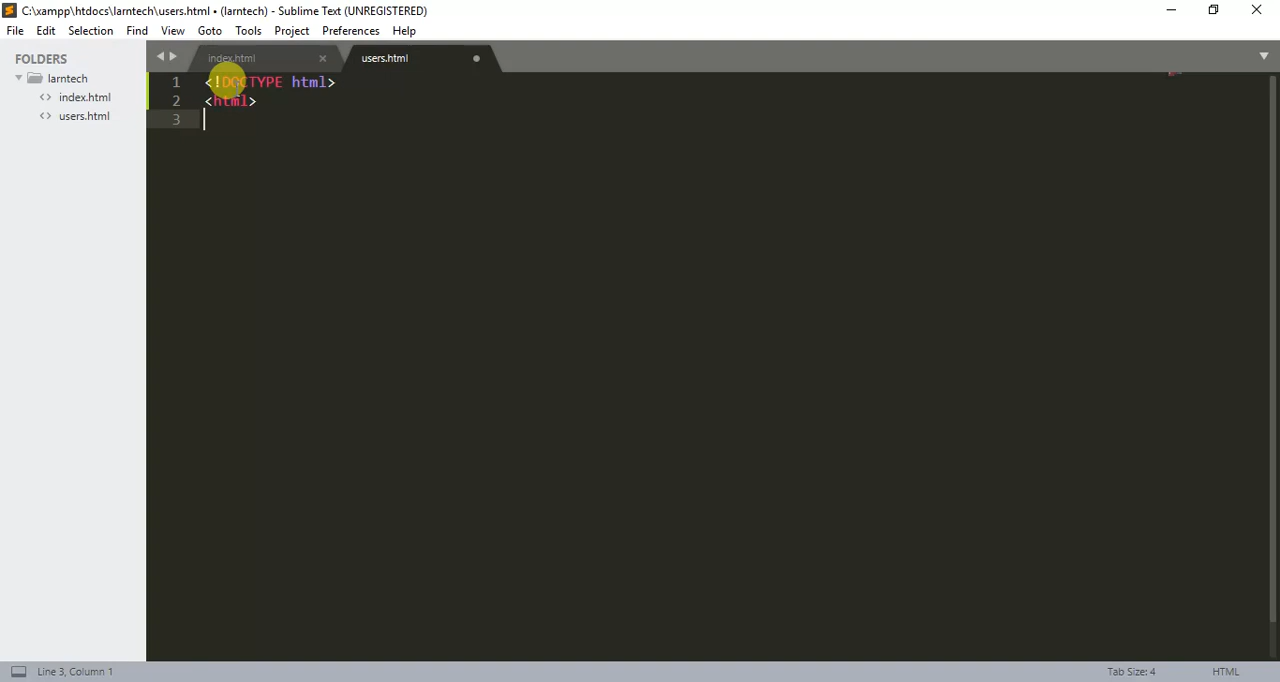 C:\xampp\htdocs\larntech\users.html • (larntech) - Sublime Text (UNREGISTERED)
File Edit Selection Find View Goto Tools Project Preferences Help
FOLDERS
larntech
index.html
users.html
index.html users.html
1 <!DOCTYPE html>
2 <html>
3
Line 3, Column 1 Tab Size: 4 HTML